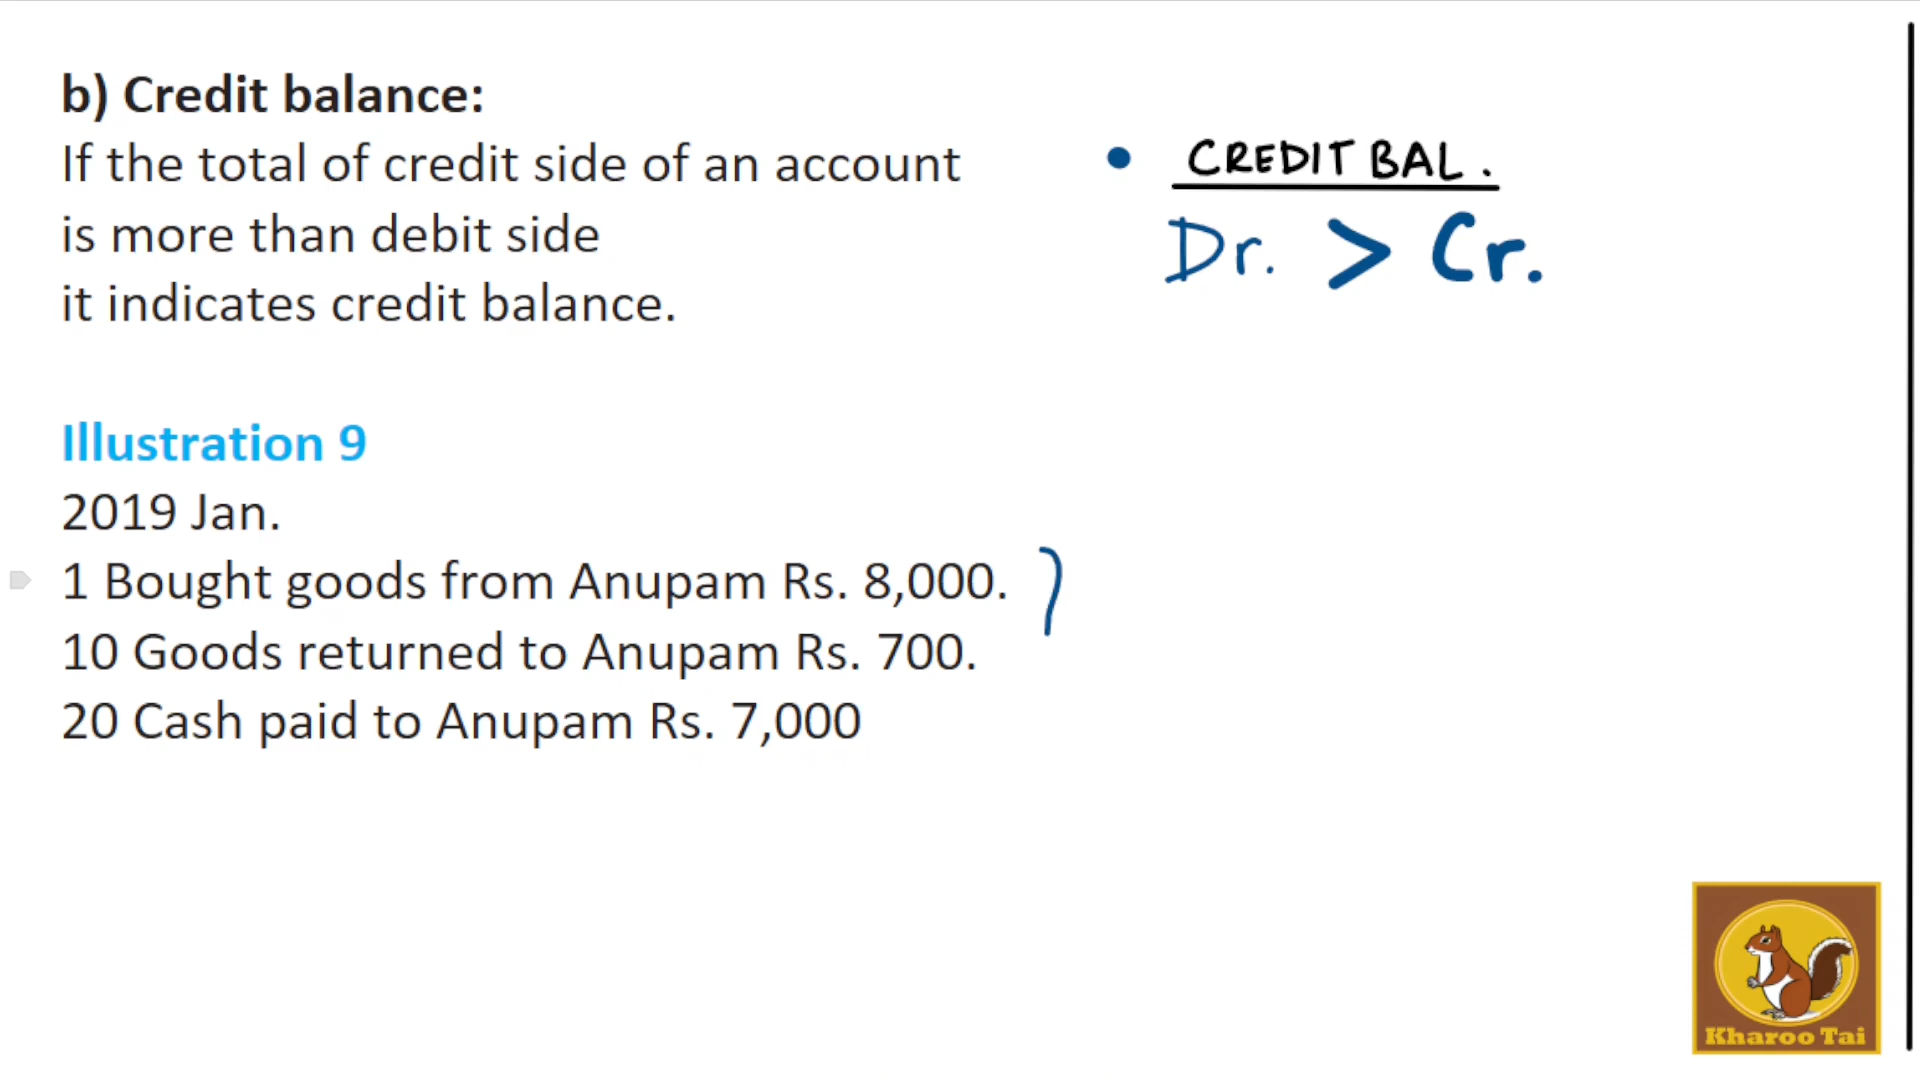 b) Credit balance:
If the total of credit side of an account
is more than debit side
it indicates credit balance.
Illustration 9
2019 Jan.
1 Bought goods from Anupam Rs. 8,000.
10 Goods returned to Anupam Rs. 700.
20 Cash paid to Anupam Rs. 7,000
• CREDIT BAL.
Dr. > Cr.
Kharoo Tai